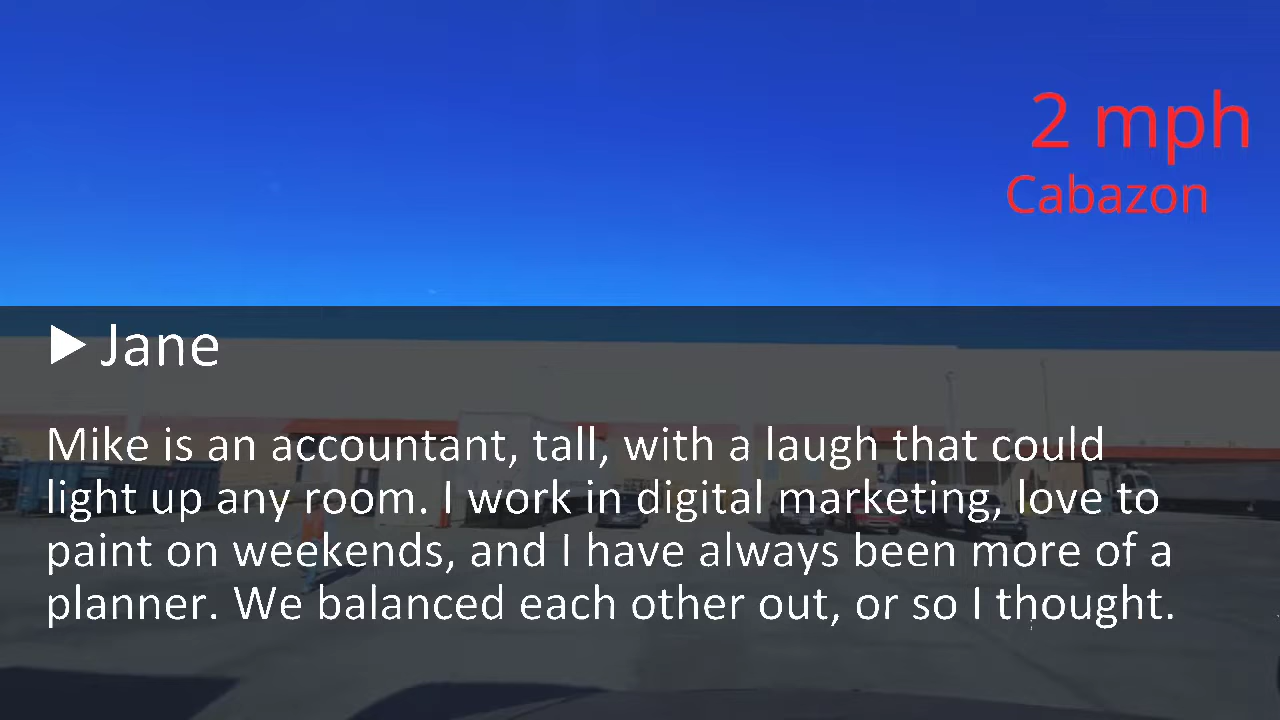 2 mph
Cabazon
▶ Jane
Mike is an accountant, tall, with a laugh that could
light up any room. I work in digital marketing, love to
paint on weekends, and I have always been more of a
planner. We balanced each other out, or so I thought.